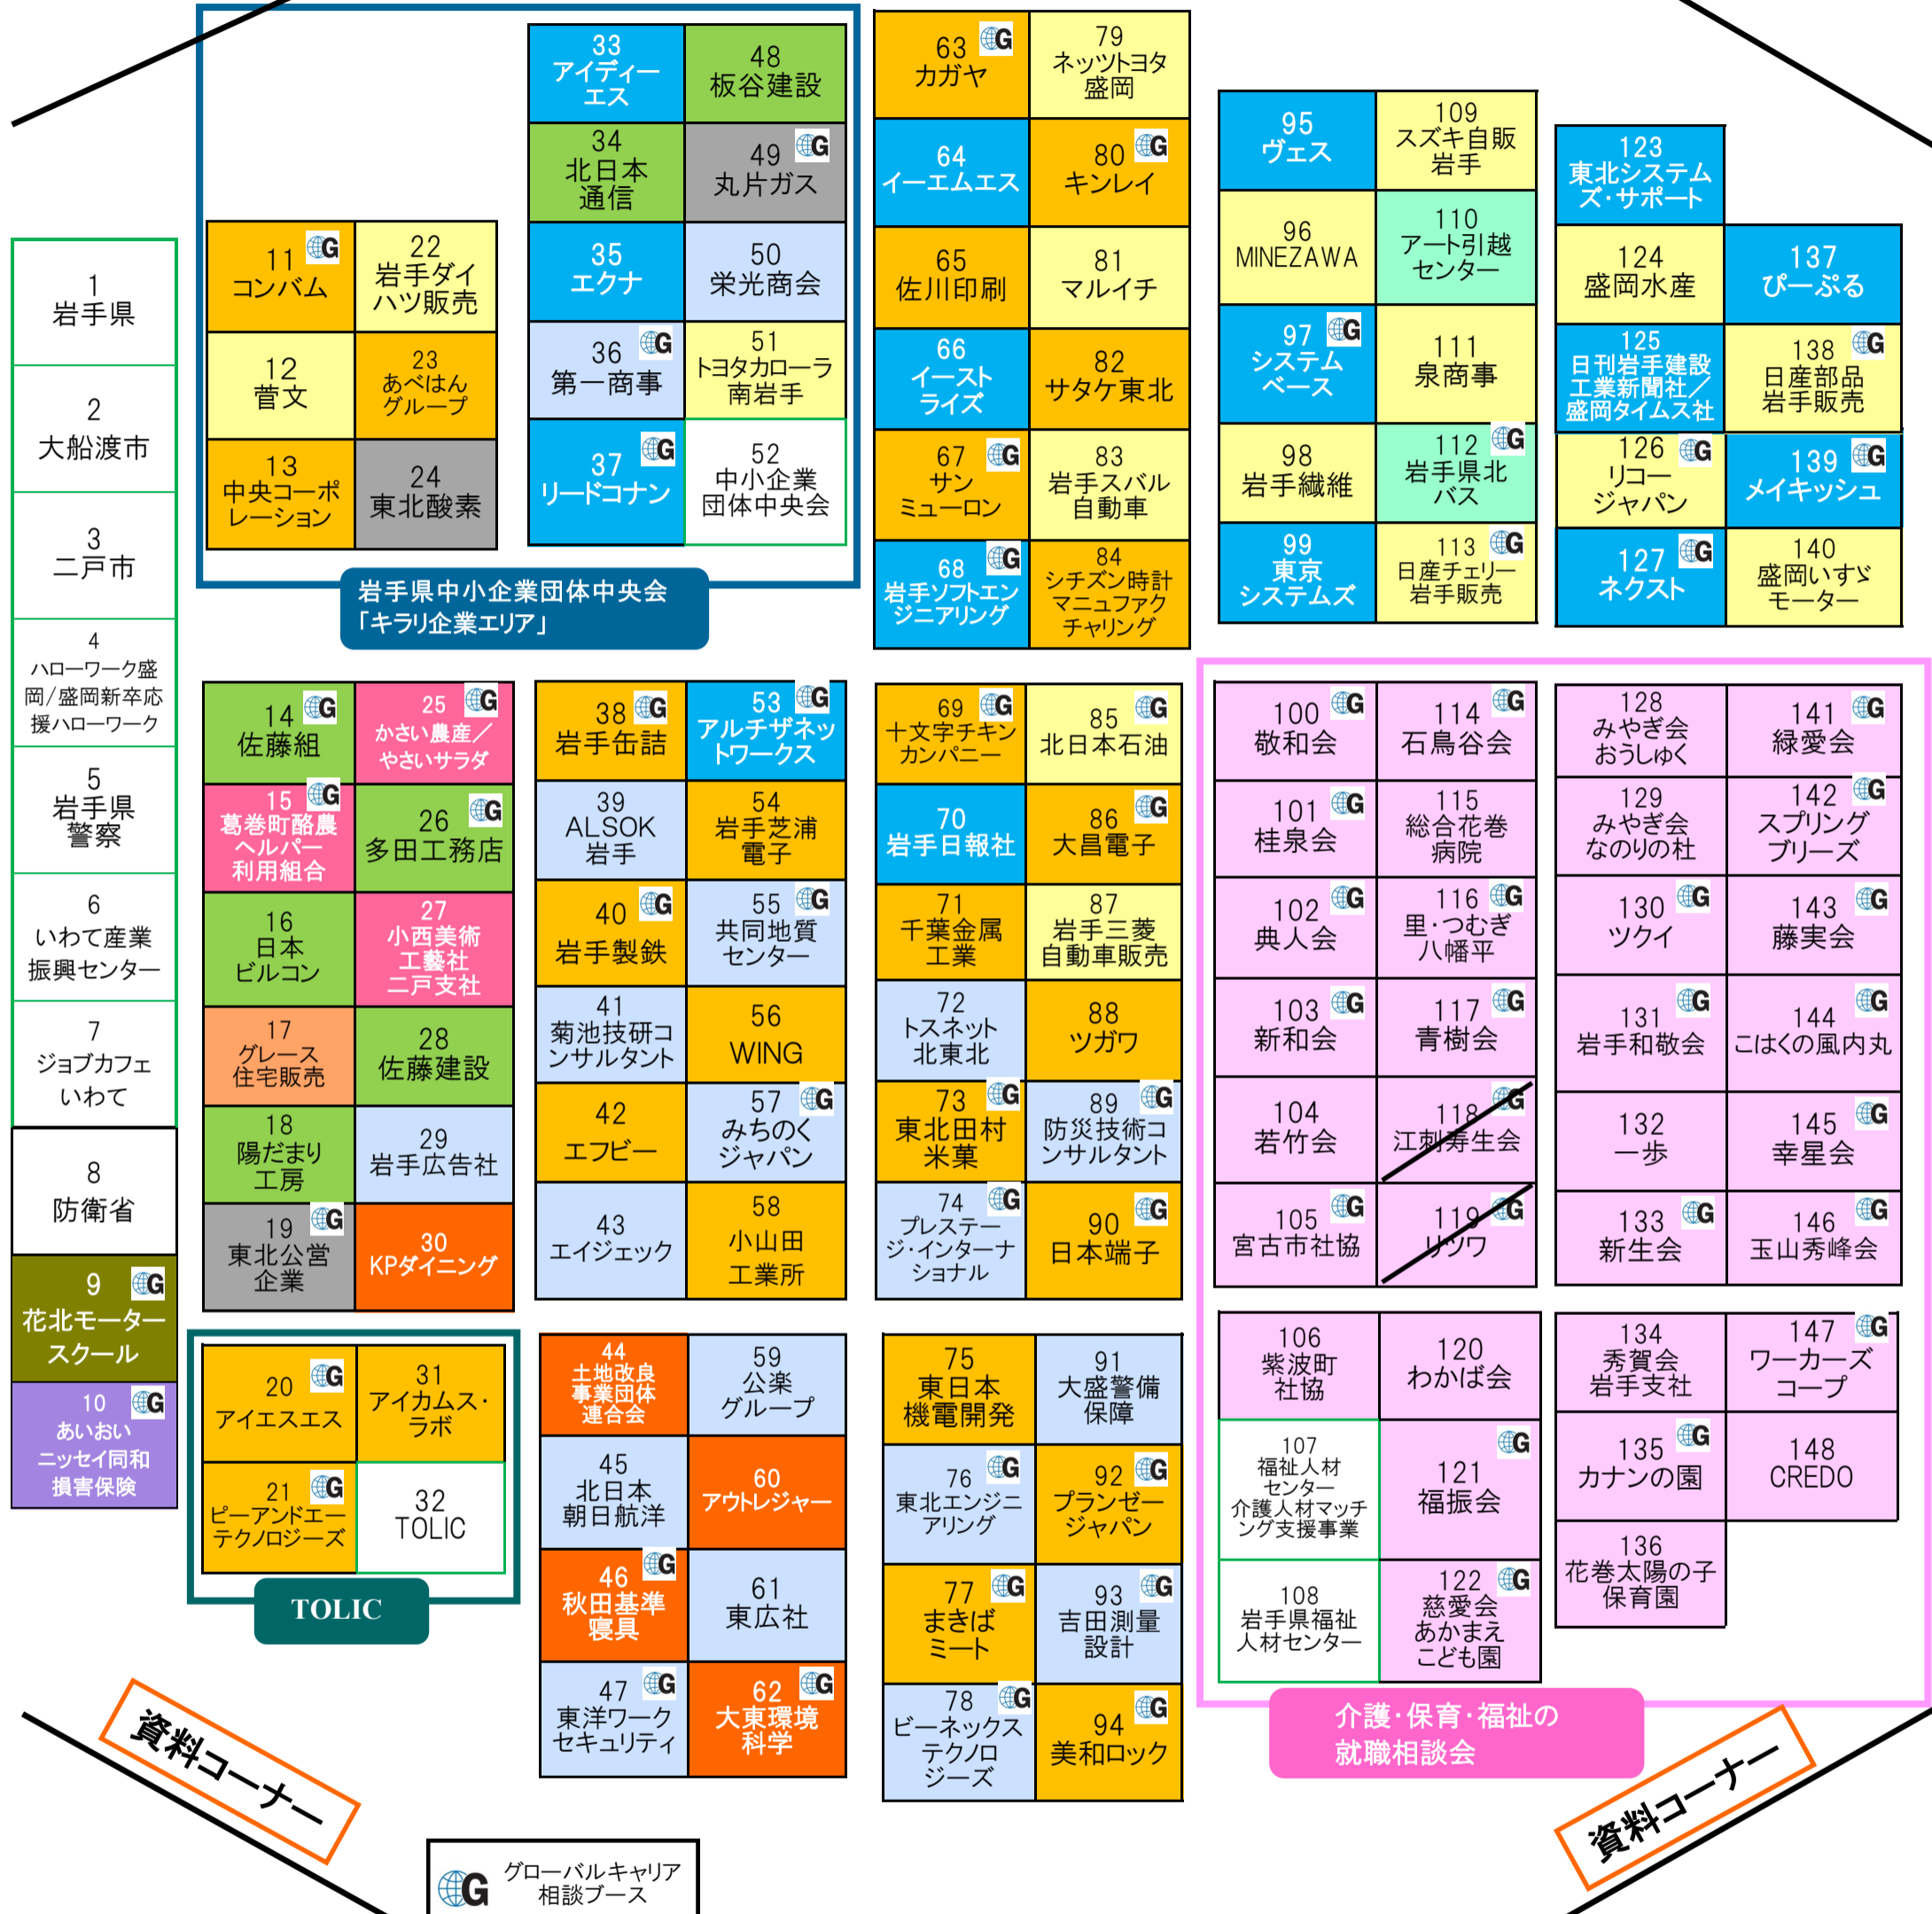 1
岩手県
2
大船渡市
3
二戸市
4
ハローワーク盛
岡/盛岡新卒応
援ハローワーク
5
岩手県
警察
6
いわて産業
振興センター
7
ジョブカフェ
いわて
8
防衛省
9 G
花北モーター
スクール
10 G
あいおい
ニッセイ同和
損害保険
11 G
コンバム
12
菅文
13
中央コーポ
レーション
22
岩手ダイ
ハツ販売
23
あべはん
グループ
24
東北酸素
33
アイディー
エス
34
北日本
通信
35
エクナ
36 G
第一商事
37 G
リードコナン
48
板谷建設
49 G
丸片ガス
50
栄光商会
51
トヨタカローラ
南岩手
52
中小企業
団体中央会
岩手県中小企業団体中央会
「キラリ企業エリア」
63 G
カガヤ
64
イーエムエス
65
佐川印刷
66
イースト
ライズ
67 G
サン
ミューロン
68 G
岩手ソフトエン
ジニアリング
79
ネッツトヨタ
盛岡
80 G
キンレイ
81
マルイチ
82
サタケ東北
83
岩手スバル
自動車
84
シチズン時計
マニュファク
チャリング
95
ヴェス
96
MINEZAWA
97 G
システム
ベース
98
岩手繊維
99
東京
システムズ
109
スズキ自販
岩手
110
アート引越
センター
111
泉商事
112 G
岩手県北
バス
113 G
日産チェリー
岩手販売
123
東北システム
ズ・サポート
124
盛岡水産
125
日刊岩手建設
工業新聞社／
盛岡タイムス社
126 G
リコー
ジャパン
127 G
ネクスト
137
ぴーぷる
138 G
日産部品
岩手販売
139 G
メイキッシュ
140
盛岡いすゞ
モーター
14 G
佐藤組
15 G
葛巻町酪農
ヘルパー
利用組合
16
日本
ビルコン
17
グレース
住宅販売
18
陽だまり
工房
19 G
東北公営
企業
25 G
かさい農産／
やさいサラダ
26 G
多田工務店
27
小西美術
工藝社
二戸支社
28
佐藤建設
29
岩手広告社
30
KPダイニング
38 G
岩手缶詰
39
ALSOK
岩手
40 G
岩手製鉄
41
菊池技研コ
ンサルタント
42
エフビー
43
エイジェック
53 G
アルチザネッ
トワークス
54
岩手芝浦
電子
55 G
共同地質
センター
56
WING
57 G
みちのく
ジャパン
58
小山田
工業所
69 G
十文字チキン
カンパニー
70
岩手日報社
71
千葉金属
工業
72
トスネット
北東北
73 G
東北田村
米菓
74 G
プレステー
ジ・インターナ
ショナル
85 G
北日本石油
86 G
大昌電子
87
岩手三菱
自動車販売
88
ツガワ
89 G
防災技術コ
ンサルタント
90 G
日本端子
100 G
敬和会
101 G
桂泉会
102 G
典人会
103 G
新和会
104
若竹会
105 G
宮古市社協
114 G
石鳥谷会
115
総合花巻
病院
116 G
里・つむぎ
八幡平
117 G
青樹会
118 G
江刺寿生会
119 G
リツワ
128
みやぎ会
おうしゅく
129
みやぎ会
なのりの杜
130 G
ツクイ
131 G
岩手和敬会
132
一歩
133 G
新生会
141 G
緑愛会
142 G
スプリング
ブリーズ
143 G
藤実会
144 G
こはくの風内丸
145 G
幸星会
146 G
玉山秀峰会
20 G
アイエスエス
21 G
ピーアンドエー
テクノロジーズ
31
アイカムス・
ラボ
32
TOLIC
TOLIC
44
土地改良
事業団体
連合会
45
北日本
朝日航洋
46 G
秋田基準
寝具
47 G
東洋ワーク
セキュリティ
59
公楽
グループ
60
アウトレジャー
61
東広社
62 G
大東環境
科学
75
東日本
機電開発
76 G
東北エンジニ
アリング
77 G
まきば
ミート
78 G
ビーネックス
テクノロ
ジーズ
91
大盛警備
保障
92 G
プランゼー
ジャパン
93 G
吉田測量
設計
94 G
美和ロック
106
紫波町
社協
107
福祉人材
センター
介護人材マッチ
ング支援事業
108
岩手県福祉
人材センター
120
わかば会
121 G
福振会
122 G
慈愛会
あかまえ
こども園
134
秀賀会
岩手支社
135 G
カナンの園
136
花巻太陽の子
保育園
147 G
ワーカーズ
コープ
148
CREDO
介護・保育・福祉の
就職相談会
資料コーナー
資料コーナー
G グローバルキャリア
相談ブース